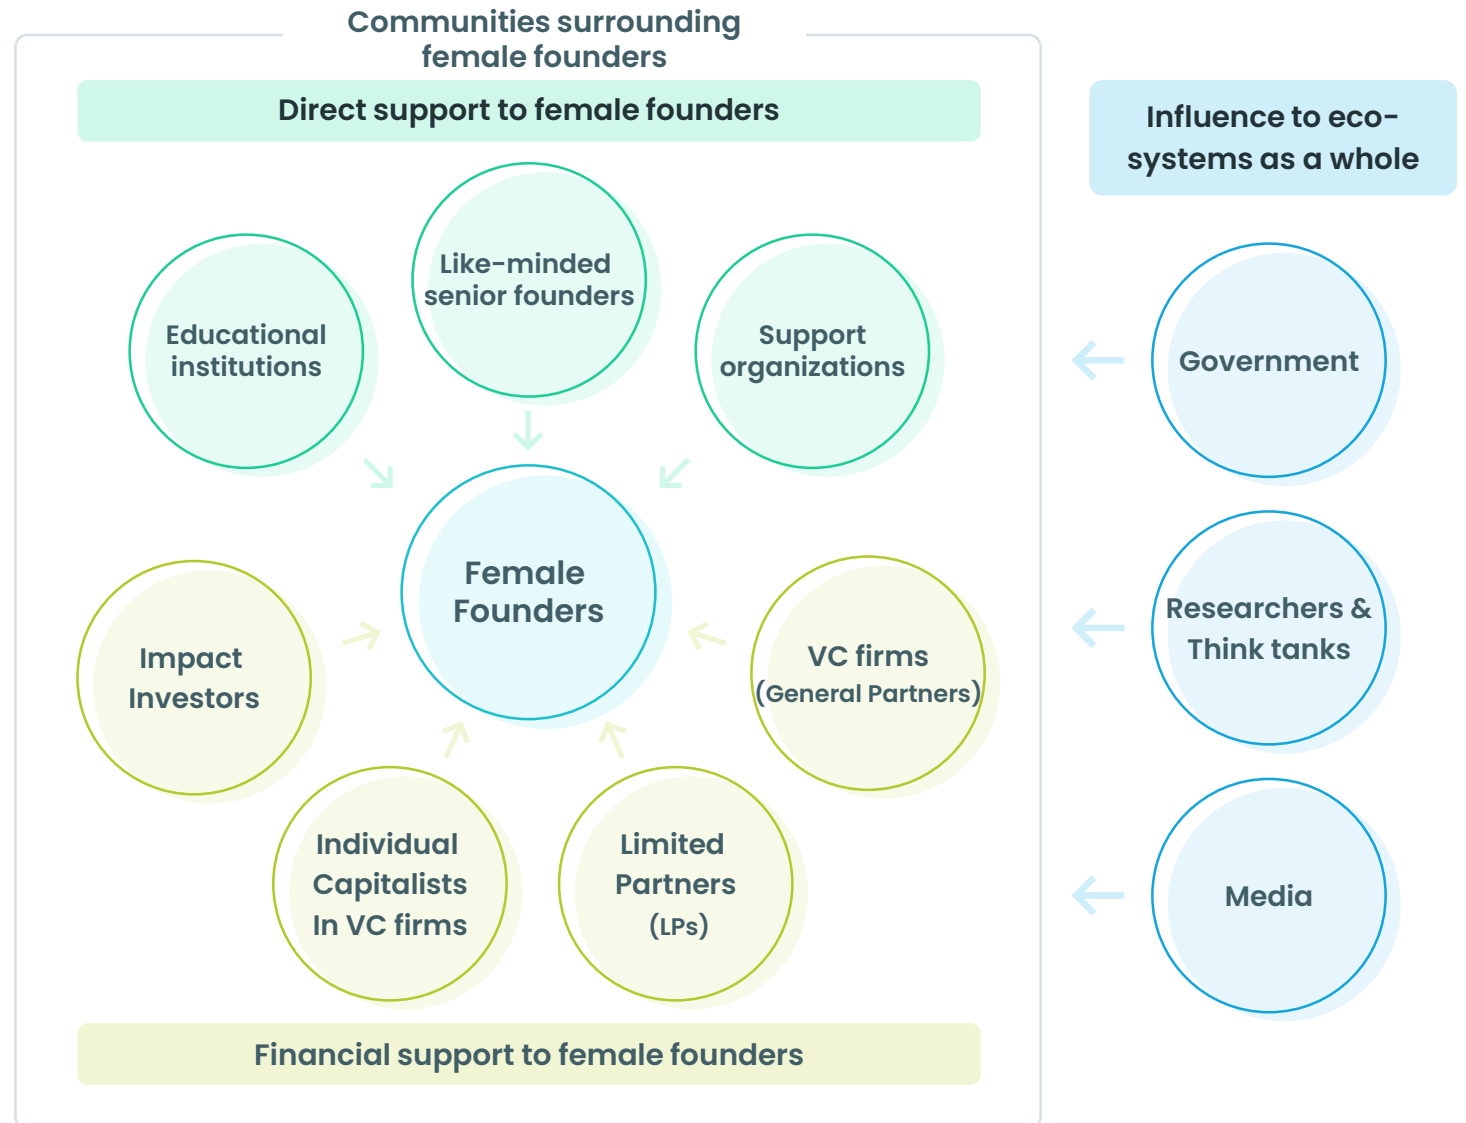 Communities surrounding
female founders
Direct support to female founders
Influence to eco-
systems as a whole
Like-minded
senior founders
Educational
institutions
Support
organizations
Government
Female
Founders
Researchers &
Think tanks
Impact
Investors
VC firms
(General Partners)
Individual
Capitalists
In VC firms
Limited
Partners
(LPs)
Media
Financial support to female founders